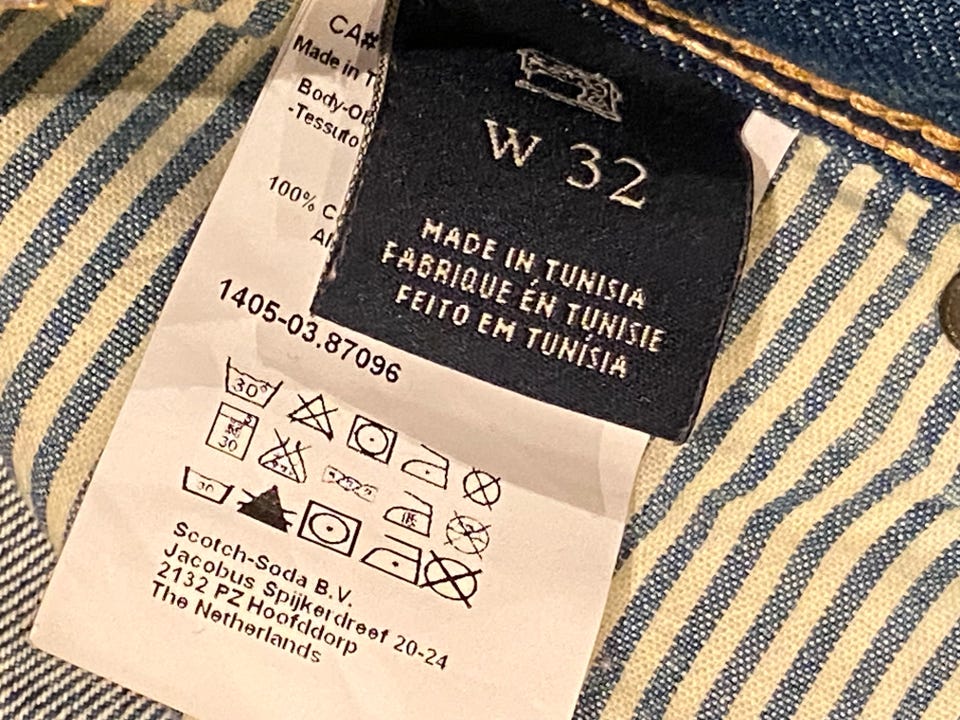 CA#
Made in T
Body-Ob
-Tessuto
100% C
1405-03.87096
W 32
MADE IN TUNISIA
FABRIQUE ÉN TUNISIE
FEITO EM TUNÍSIA
30°
30
30
Scotch-Soda B.V.
Jacobus Spijkerdreef 20-24
2132 PZ Hoofddorp
The Netherlands